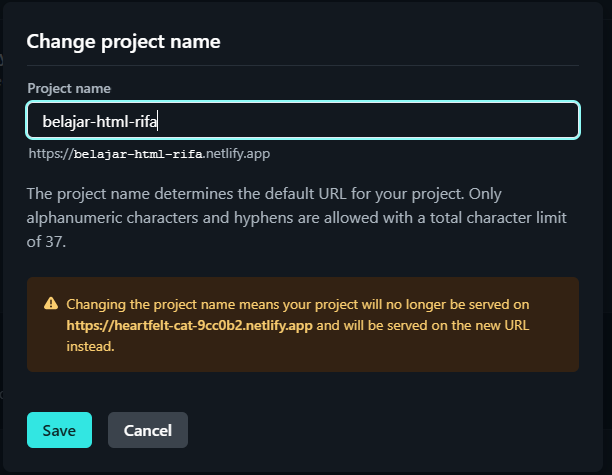 Change project name
Project name
belajar-html-rifa
https://belajar-html-rifa.netlify.app
The project name determines the default URL for your project. Only
alphanumeric characters and hyphens are allowed with a total character limit
of 37.
Changing the project name means your project will no longer be served on
https://heartfelt-cat-9cc0b2.netlify.app and will be served on the new URL
instead.
Save Cancel